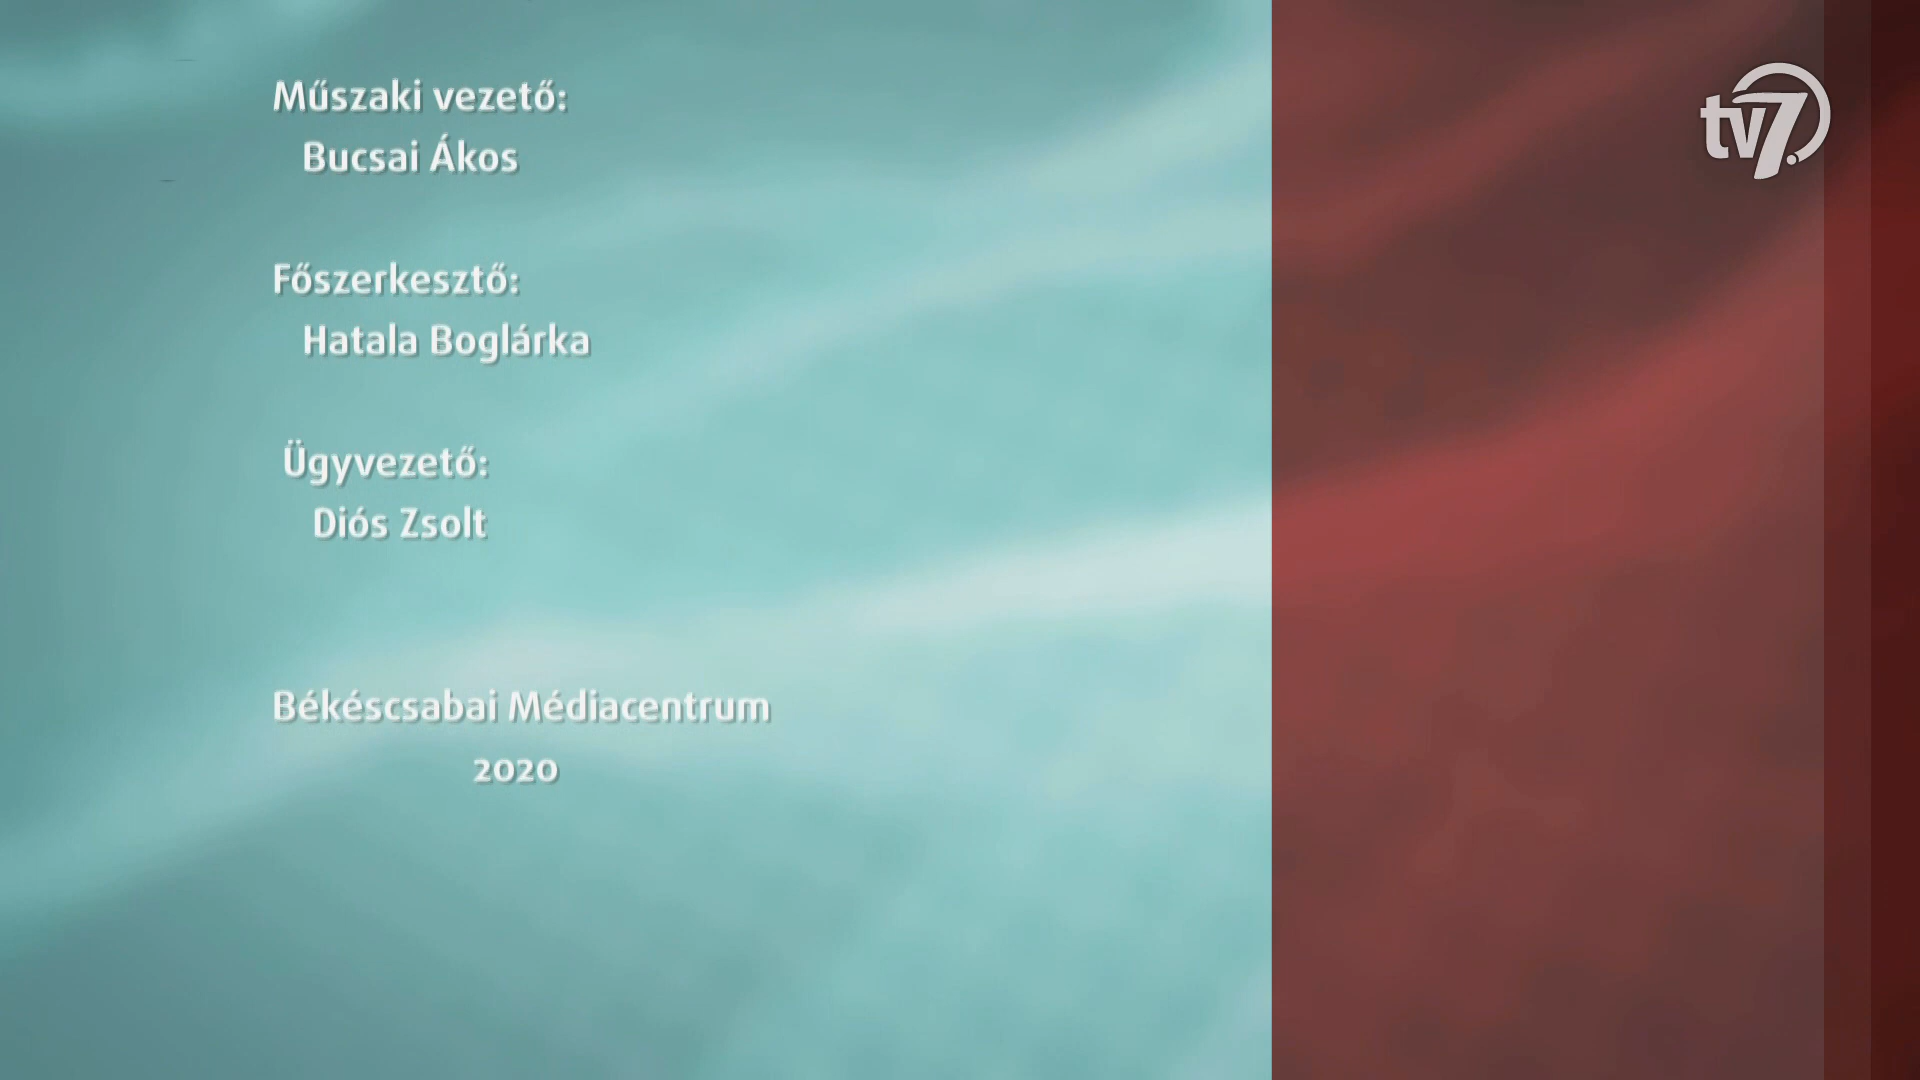 Műszaki vezető:
Bucsai Ákos
Főszerkesztő:
Hatala Boglárka
Ügyvezető:
Diós Zsolt
Békéscsabai Médiacentrum
2020
tv7.